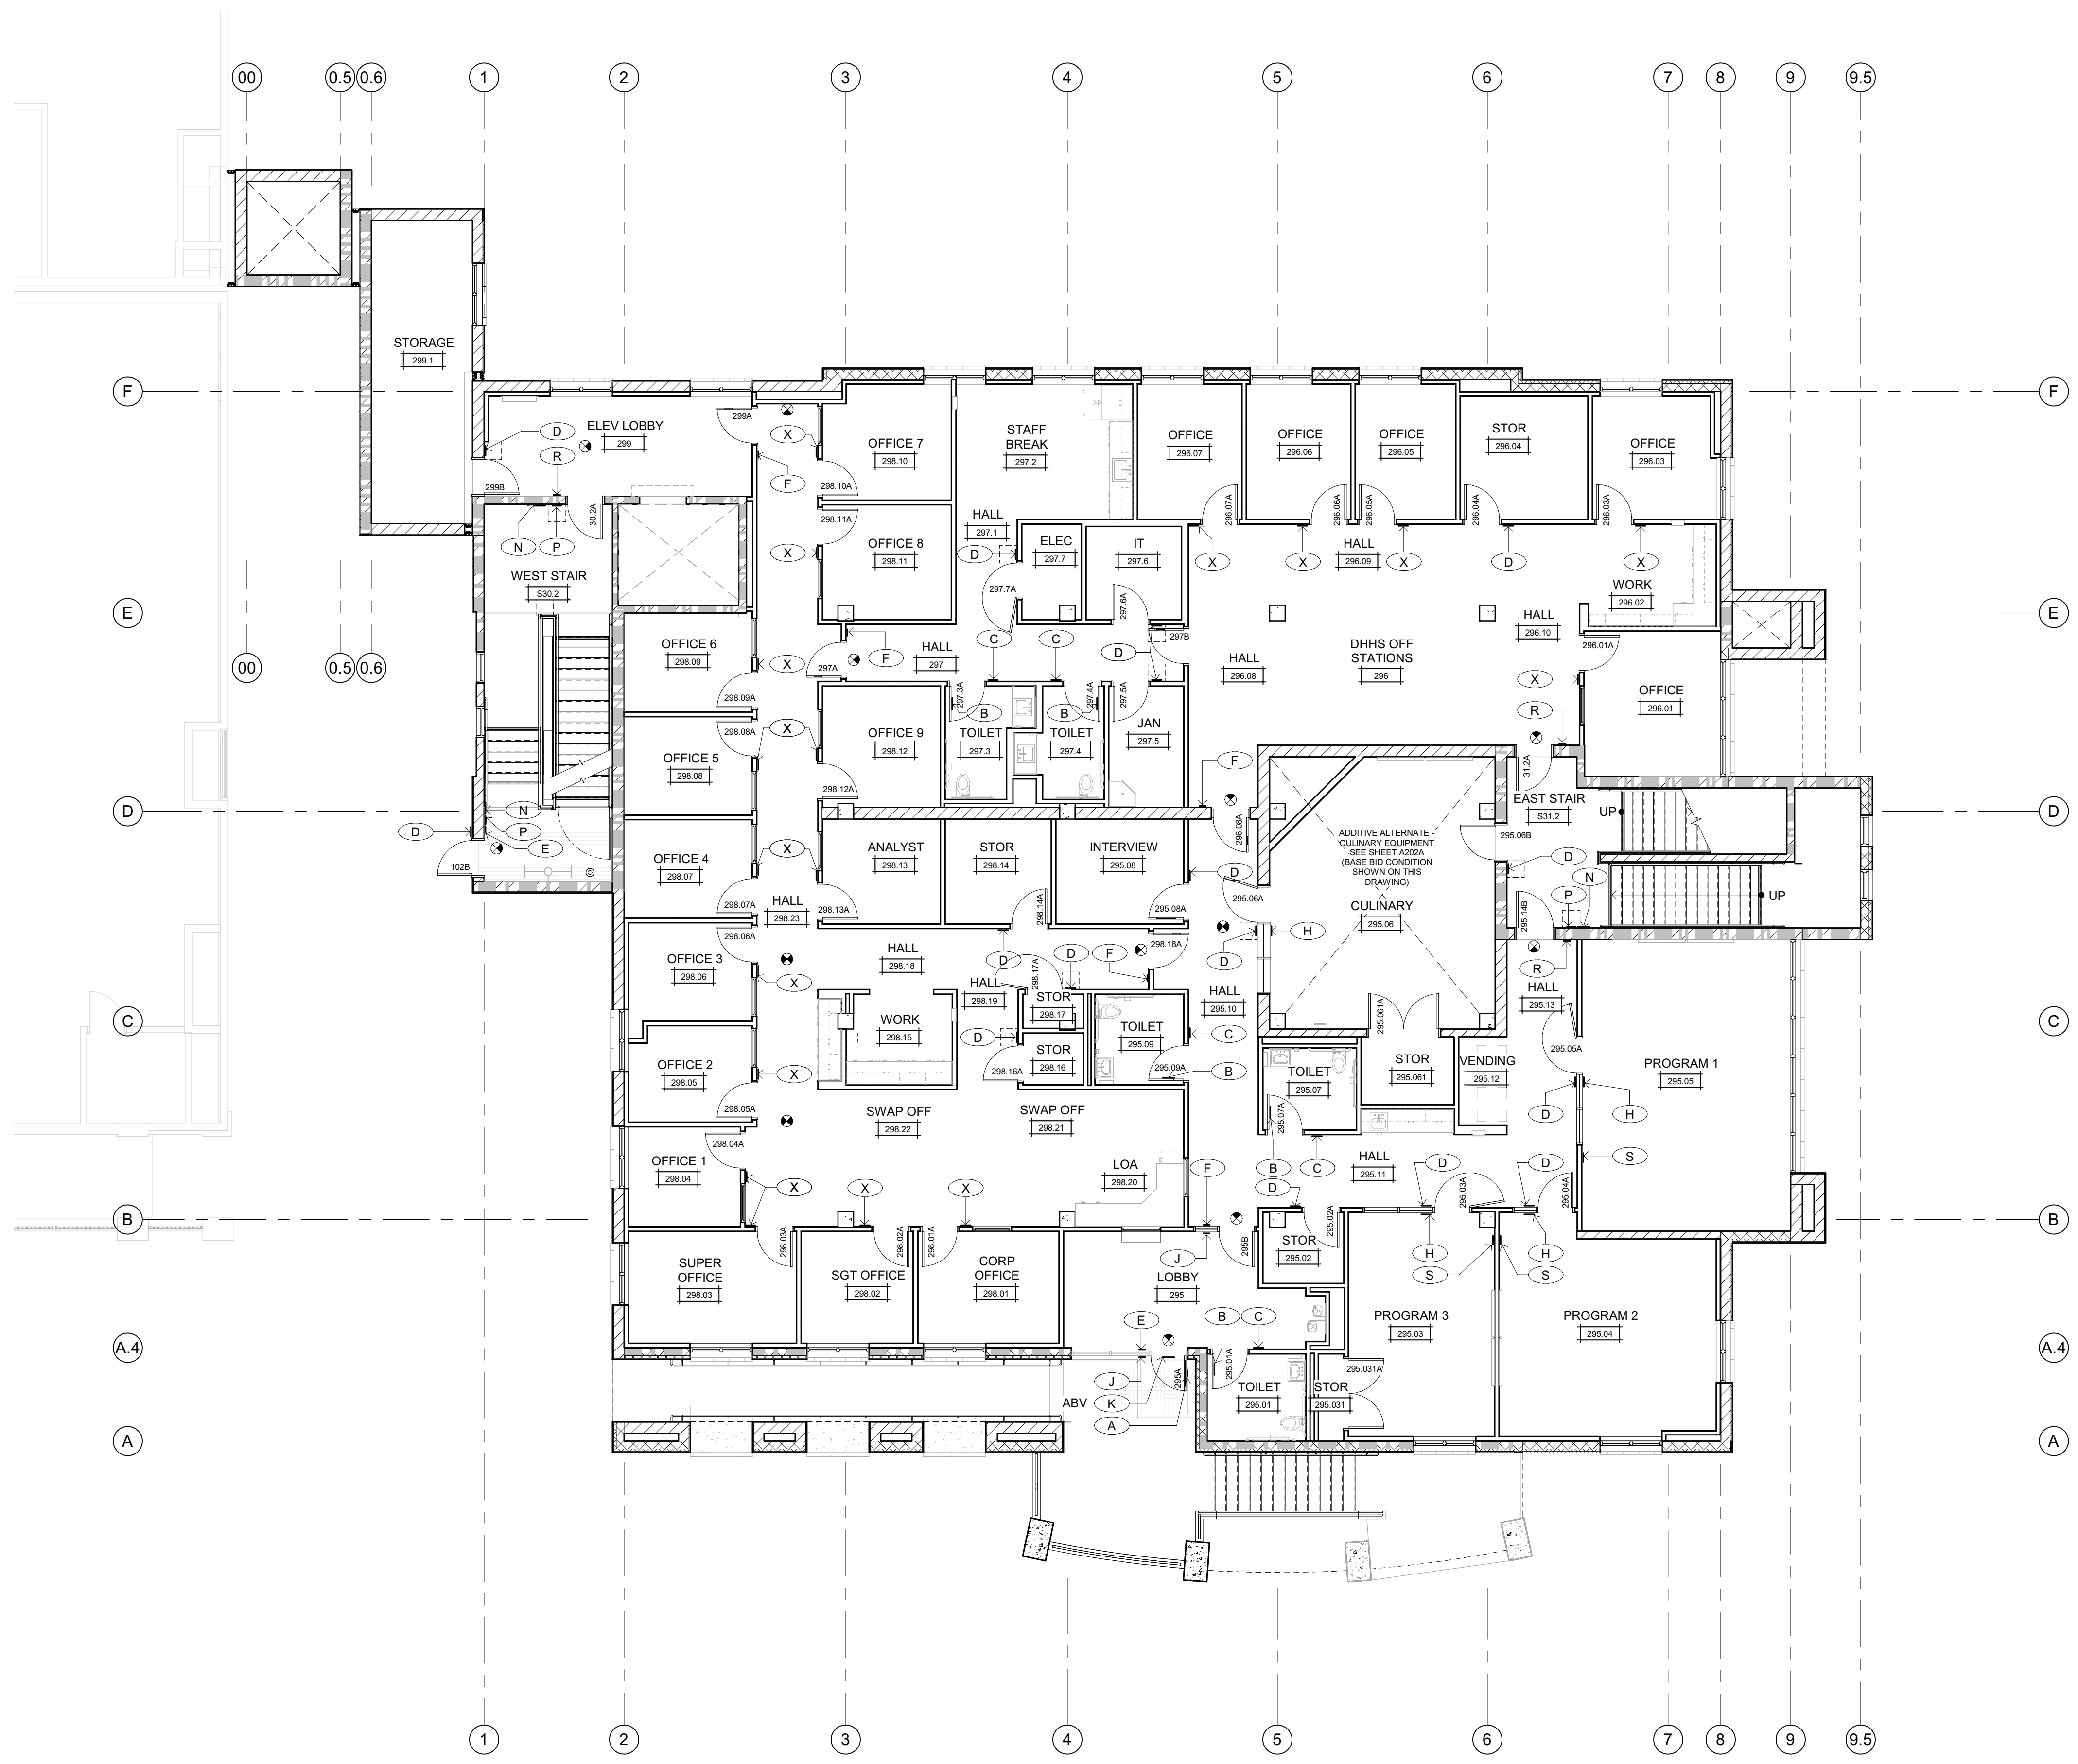 00
0.5
0.6
1
2
3
4
5
6
7
8
9
9.5
STORAGE
299.1
F
F
ELEV LOBBY
299
299A
D
R
299B
30.2A
N
P
X
F
OFFICE 7
298.10
298.10A
STAFF
BREAK
297.2
OFFICE
296.07
OFFICE
296.06
OFFICE
296.05
STOR
296.04
OFFICE
296.03
296.07A
296.06A
296.05A
296.04A
296.03A
298.11A
X
OFFICE 8
298.11
HALL
297.1
D
ELEC
297.7
297.7A
IT
297.6
297.6A
X
X
HALL
296.09
X
D
X
WORK
296.02
WEST STAIR
S30.2
E
E
00
0.5
0.6
OFFICE 6
298.09
298.09A
X
297A
F
HALL
297
C
C
D
297B
HALL
296.08
DHHS OFF
STATIONS
296
HALL
296.10
296.01A
X
OFFICE
296.01
R
297.3A
B
297.4A
B
297.5A
298.08A
OFFICE 5
298.08
X
OFFICE 9
298.12
298.12A
TOILET
297.3
TOILET
297.4
JAN
297.5
F
31.2A
EAST STAIR
S31.2
UP
D
D
D
N
P
E
102B
OFFICE 4
298.07
298.07A
X
ANALYST
298.13
298.13A
STOR
298.14
298.14A
INTERVIEW
295.08
295.08A
296.08A
D
295.06A
ADDITIVE ALTERNATE -
CULINARY EQUIPMENT
SEE SHEET A202A
(BASE BID CONDITION
SHOWN ON THIS
DRAWING)
CULINARY
295.06
295.06B
D
N
P
UP
295.14B
HALL
298.23
298.06A
OFFICE 3
298.06
X
HALL
298.18
D
298.17A
D
F
298.18A
D
H
R
HALL
298.19
STOR
298.17
HALL
295.10
HALL
295.13
C
C
WORK
298.15
D
STOR
298.16
298.16A
TOILET
295.09
295.09A
C
B
295.061A
295.05A
PROGRAM 1
295.05
OFFICE 2
298.05
298.05A
X
TOILET
295.07
295.07A
STOR
295.061
VENDING
295.12
D
H
SWAP OFF
298.22
SWAP OFF
298.21
298.04A
OFFICE 1
298.04
X
X
X
LOA
298.20
F
B
C
HALL
295.11
D
D
D
S
B
B
298.03A
298.02A
298.01A
295B
295.02A
295.03A
295.04A
SUPER
OFFICE
298.03
SGT OFFICE
298.02
CORP
OFFICE
298.01
J
LOBBY
295
STOR
295.02
H
S
H
S
E
B
C
PROGRAM 3
295.03
PROGRAM 2
295.04
A.4
A.4
J
ABV
K
A
295A
295.01A
TOILET
295.01
STOR
295.031
295.031A
A
A
1
2
3
4
5
6
7
8
9
9.5